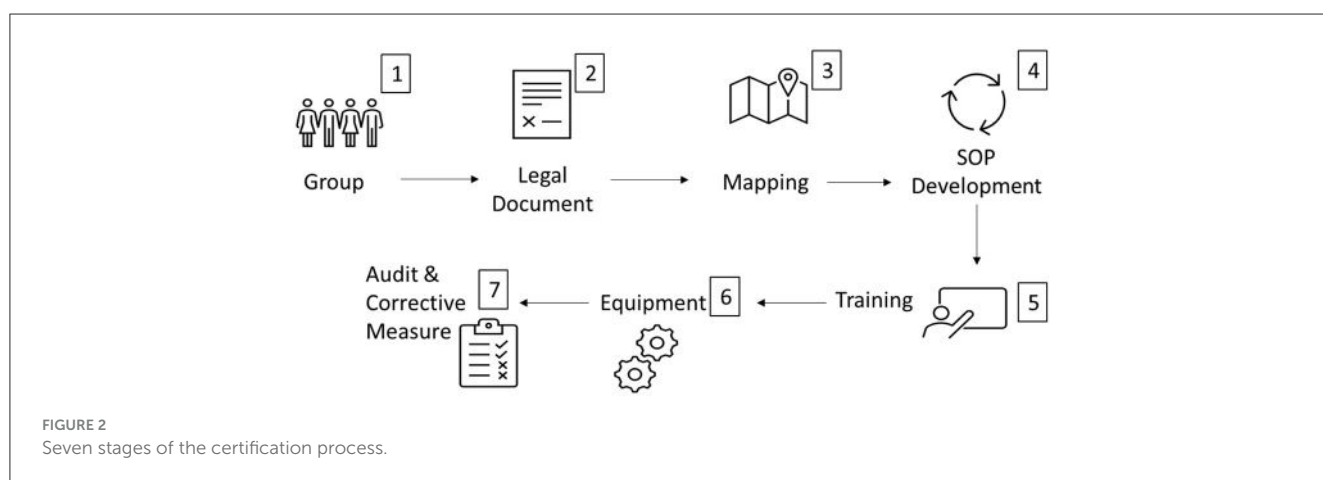 1
Group
2
Legal
Document
3
Mapping
4
SOP
Development
5
Training
6
Equipment
7
Audit &
Corrective
Measure
FIGURE 2
Seven stages of the certification process.